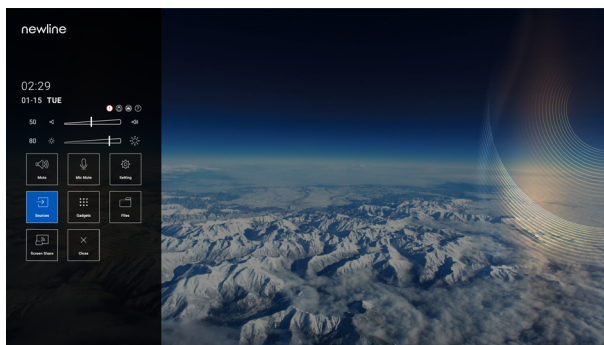 newline
02:29
01-15 TUE
50
80
Mute Mic Mute Setting
Sources Gadgets Files
Screen Share Close